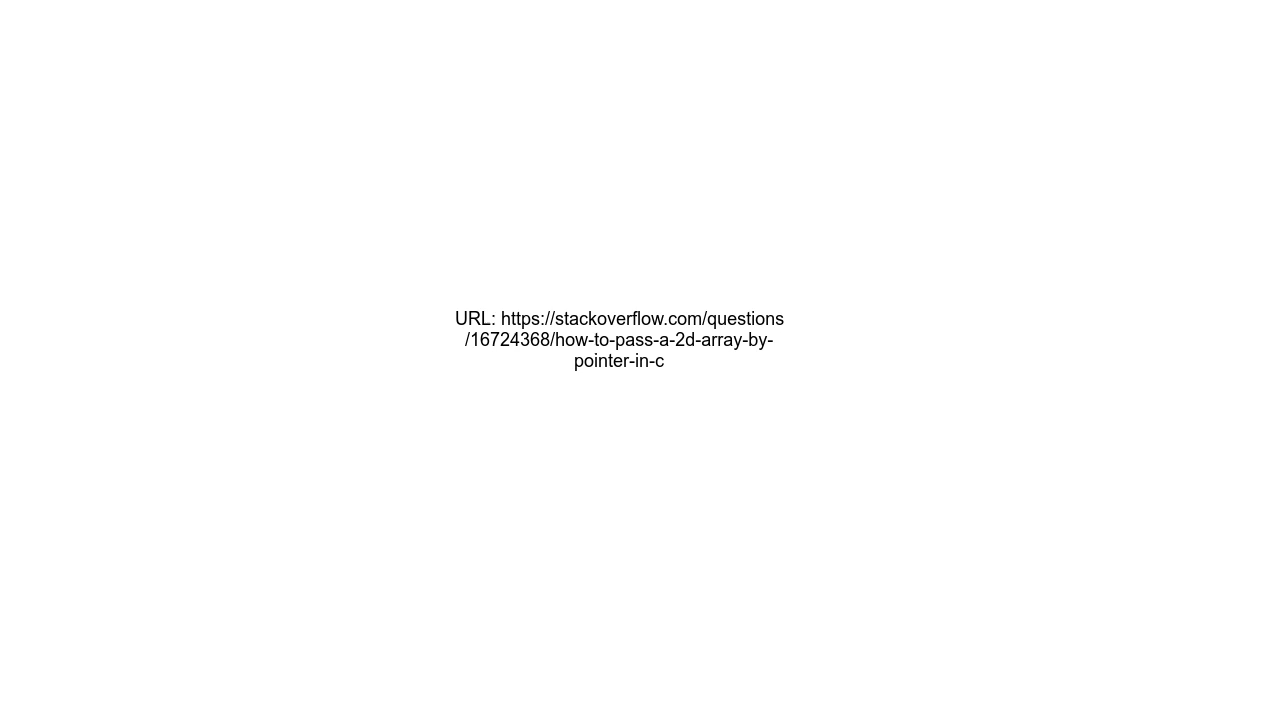 URL: https://stackoverflow.com/questions
/16724368/how-to-pass-a-2d-array-by-
pointer-in-c